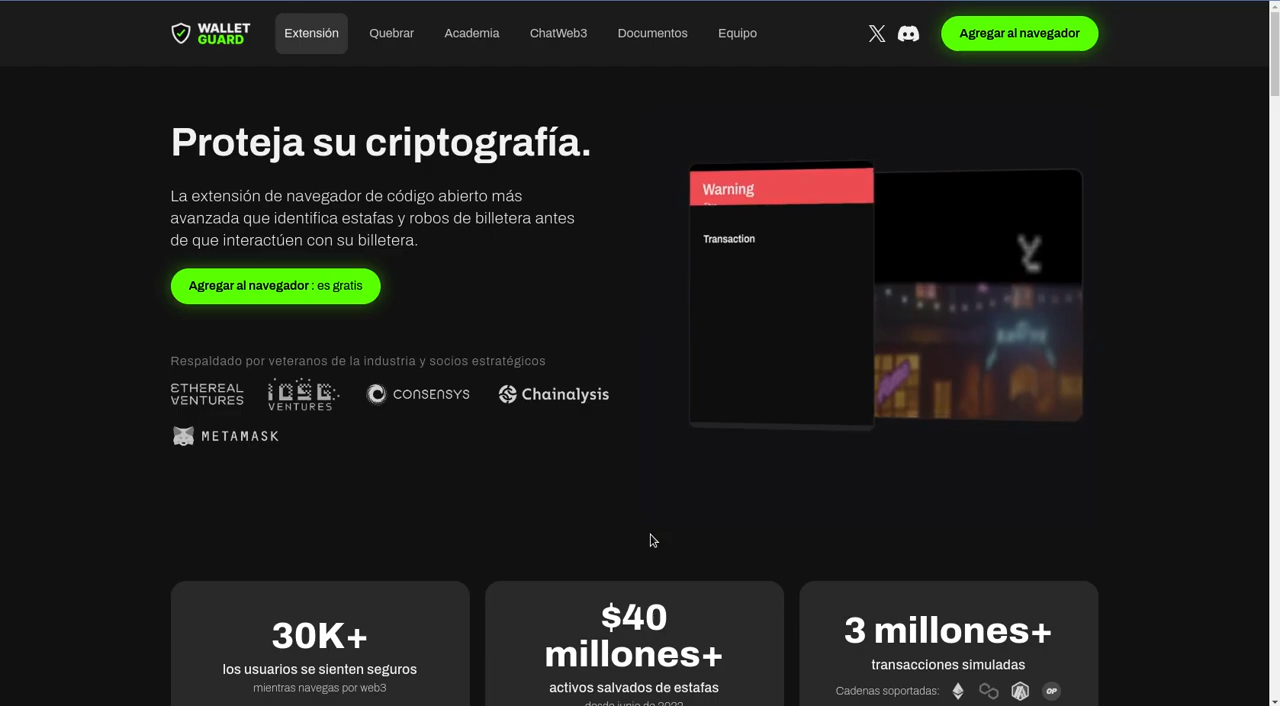 WALLET
GUARD
Extensión
Quebrar
Academia
ChatWeb3
Documentos
Equipo
Agregar al navegador
Proteja su criptografía.
La extensión de navegador de código abierto más
avanzada que identifica estafas y robos de billetera antes
de que interactúen con su billetera.
Agregar al navegador : es gratis
Warning
Transaction
Respaldado por veteranos de la industria y socios estratégicos
ETHEREAL
VENTURES
VENTURES
CONSENSYS
Chainalysis
METAMASK
30K+
los usuarios se sienten seguros
mientras navegas por web3
$40
millones+
activos salvados de estafas
desde junio de 2022
3 millones+
transacciones simuladas
Cadenas soportadas:
OP